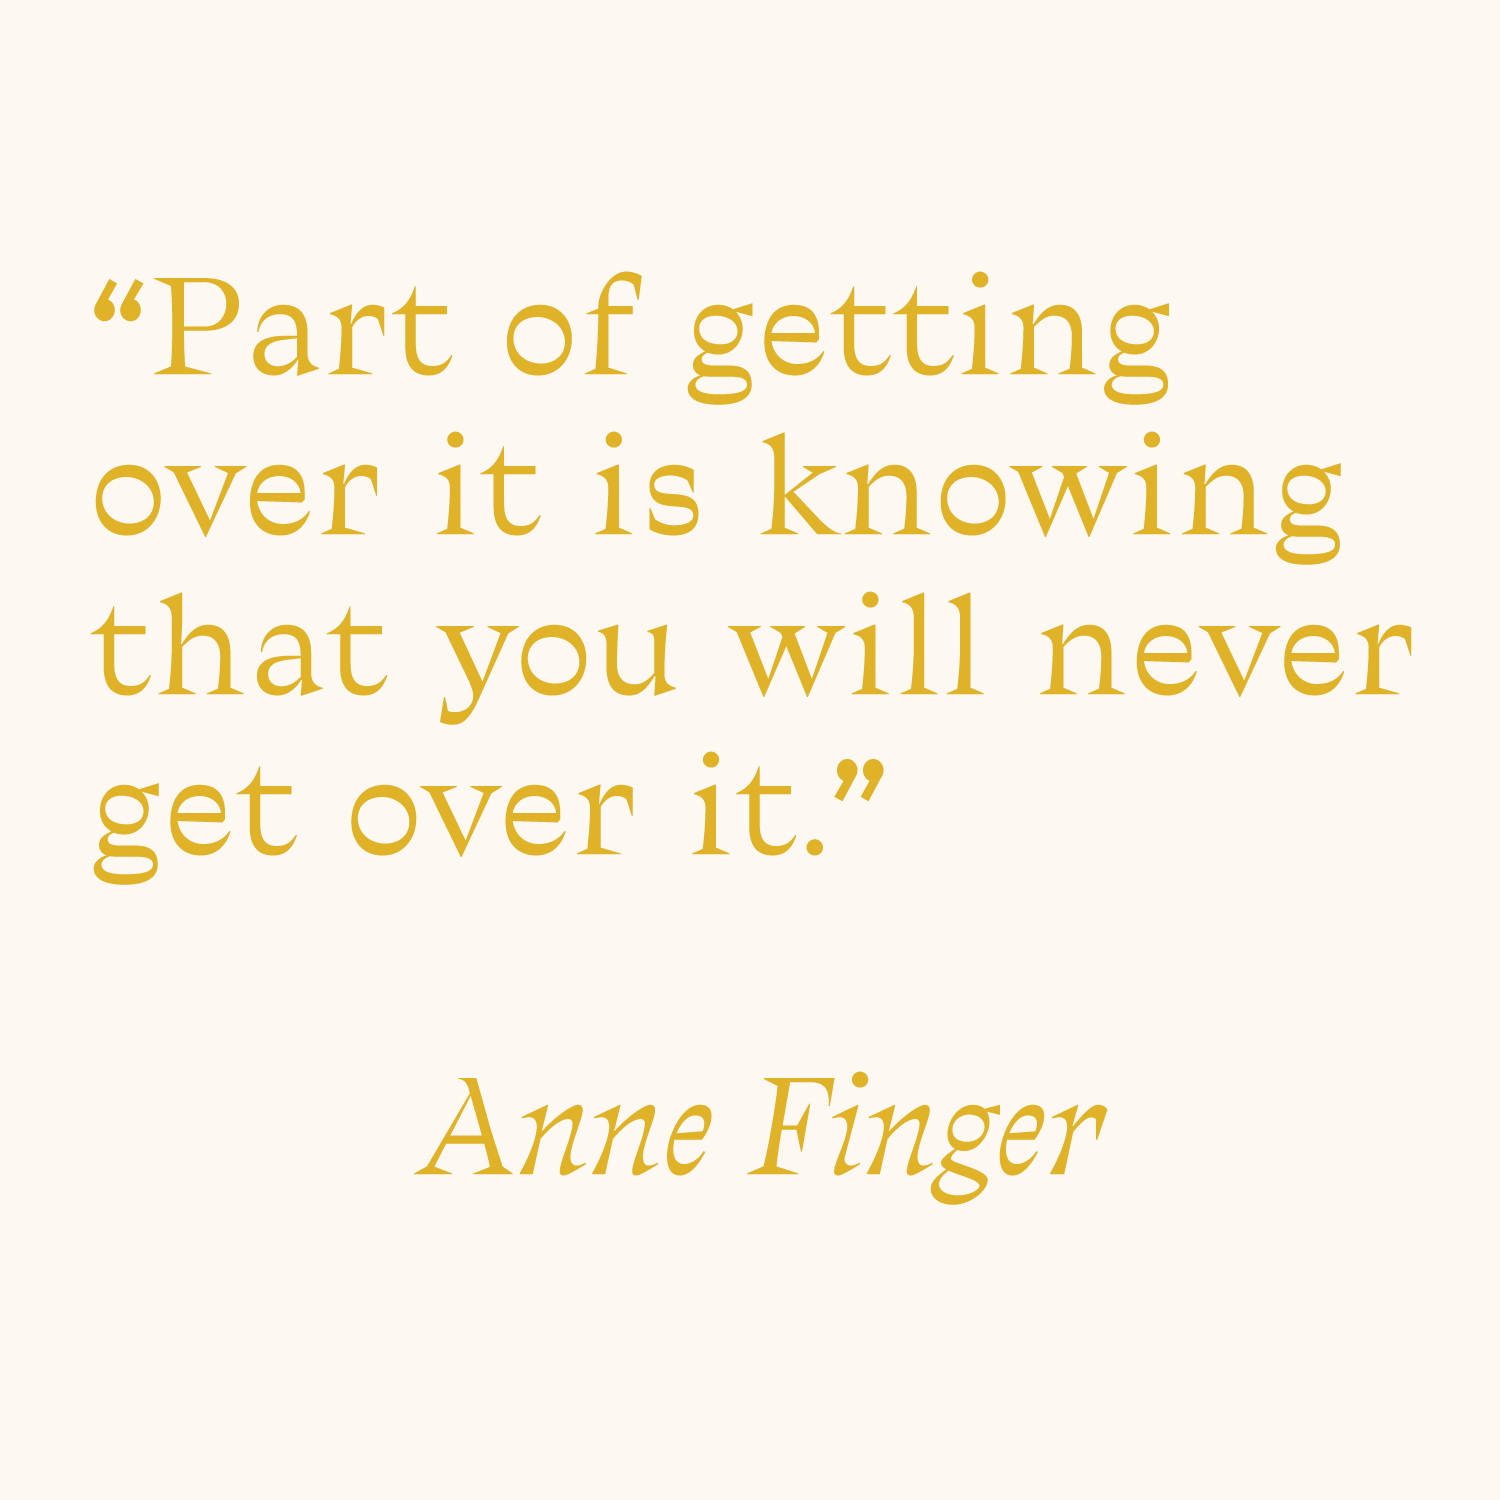 “Part of getting
over it is knowing
that you will never
get over it.”
Anne Finger